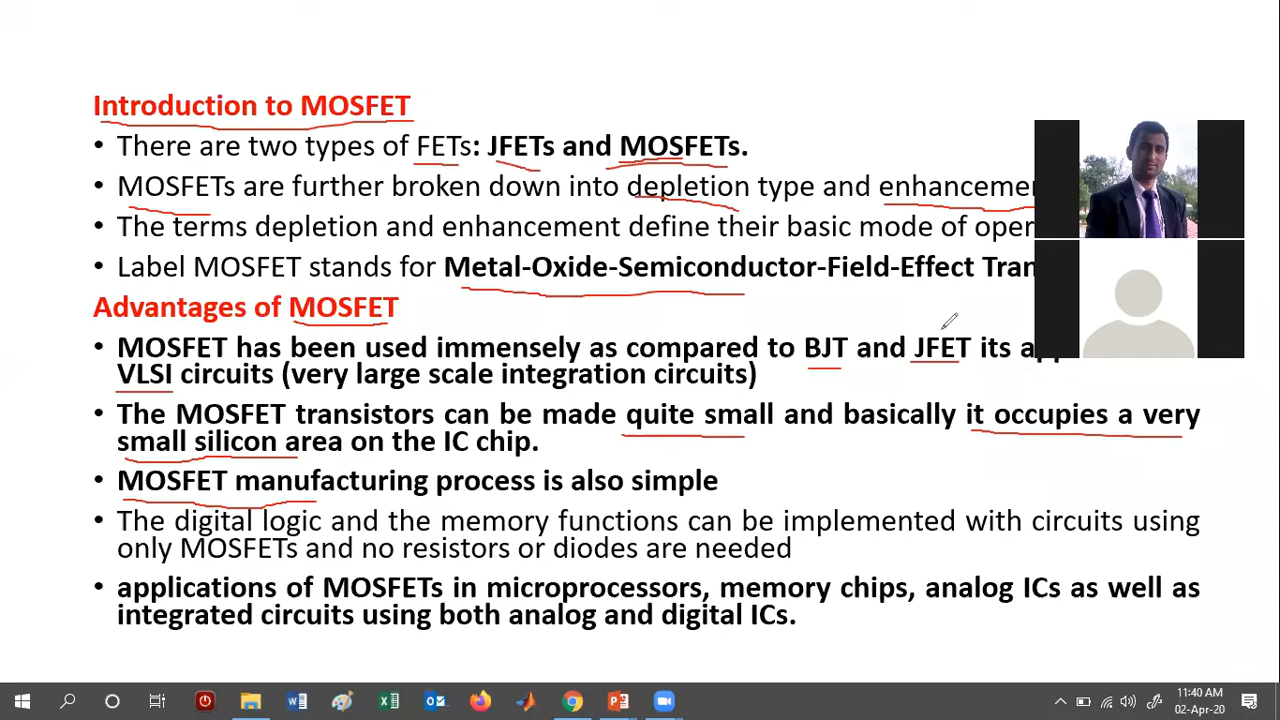 Introduction to MOSFET
• There are two types of FETs: JFETs and MOSFETs.
• MOSFETs are further broken down into depletion type and
• The terms depletion and enhancement define their basic mode of
• Label MOSFET stands for Metal-Oxide-Semiconductor-Field-Effect
Advantages of MOSFET
• MOSFET has been used immensely as compared to BJT and JFET its
VLSI circuits (very large scale integration circuits)
• The MOSFET transistors can be made quite small and basically it occupies a very
small silicon area on the IC chip.
• MOSFET manufacturing process is also simple
• The digital logic and the memory functions can be implemented with circuits using
only MOSFETs and no resistors or diodes are needed
• applications of MOSFETs in microprocessors, memory chips, analog ICs as well as
integrated circuits using both analog and digital ICs.
11:40 AM
02-Apr-20